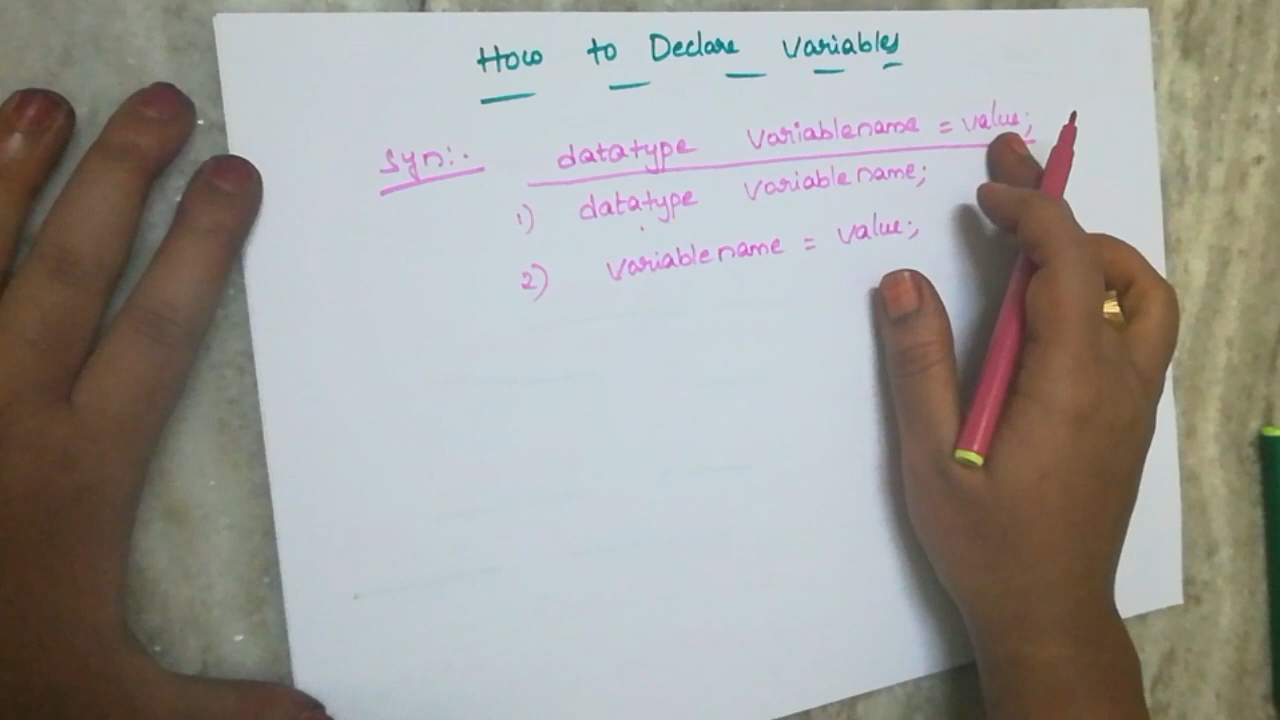 How to Declare Variables
Syn:- datatype variablename = value;
1) datatype variablename;
2) variablename = value;